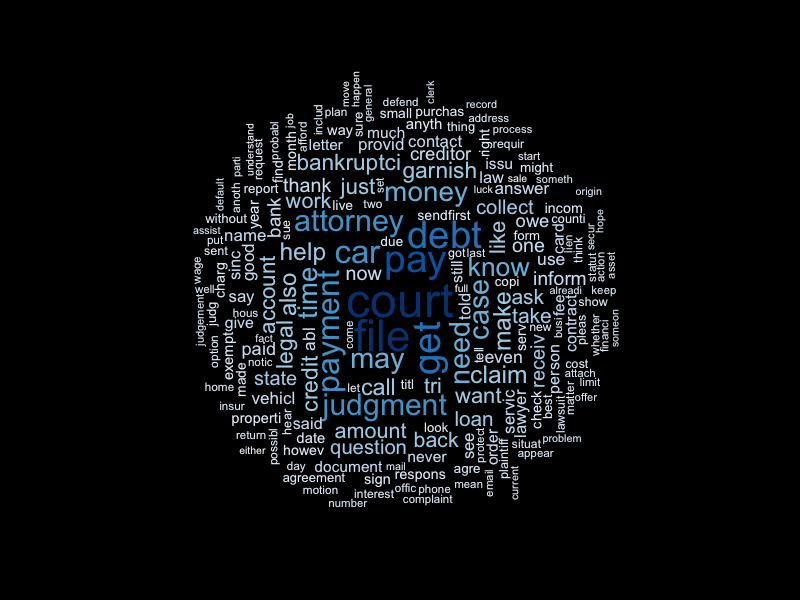 court
file
pay
get
debt
judgment
payment
attorney
car
case
need
may
money
know
time
make
claim
bankruptci
garnish
just
help
also
legal
account
credit
call
tri
want
loan
amount
question
back
ask
take
inform
like
collect
owe
one
use
creditor
contact
provid
work
thank
now
state
paid
vehicl
properti
receiv
contract
person
lawyer
servic
even
still
told
serv
see
order
document
respons
never
said
howev
date
sign
agre
abl
exempt
give
say
name
bank
year
good
sinc
month
find
letter
way
much
anyth
small
purchas
thing
law
issu
might
answer
right
incom
card
counti
fee
busi
show
check
best
situat
sendfirst
live
two
set
due
got
last
full
copi
form
tell
new
let
titl
come
look
hear
made
judg
charg
report
without
sent
put
assist
default
anoth
parti
understand
request
probabl
afford
job
includ
plan
sure
move
happen
general
defend
clerk
record
address
process
requir
start
someth
sale
luck
origin
hope
secur
lien
statut
think
action
asset
keep
alreadi
pleas
whether
financi
someon
cost
attach
limit
offer
matter
lawsuit
problem
appear
plaintiff
protect
email
current
mean
phone
offic
complaint
interest
mail
number
motion
agreement
day
possibl
either
return
insur
home
hous
fact
notic
option
judgement
well
wage
sue